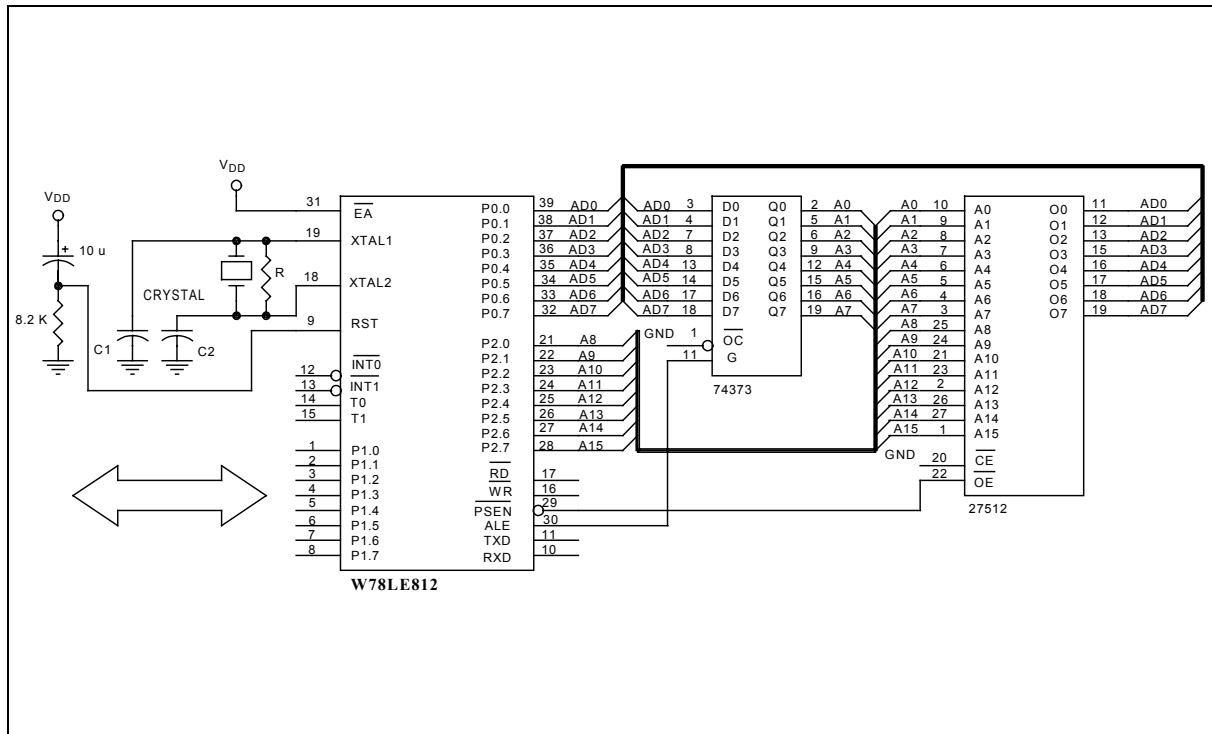 VDD
VDD
10 u
8.2 K
C1
C2
CRYSTAL
R
31 EA
19 XTAL1
18 XTAL2
9 RST
12 INT0
13 INT1
14 T0
15 T1
1 P1.0
2 P1.1
3 P1.2
4 P1.3
5 P1.4
6 P1.5
7 P1.6
8 P1.7
P0.0 39 AD0
P0.1 38 AD1
P0.2 37 AD2
P0.3 36 AD3
P0.4 35 AD4
P0.5 34 AD5
P0.6 33 AD6
P0.7 32 AD7
P2.0 21 A8
P2.1 22 A9
P2.2 23 A10
P2.3 24 A11
P2.4 25 A12
P2.5 26 A13
P2.6 27 A14
P2.7 28 A15
RD 17
WR 16
PSEN 29
ALE 30
TXD 11
RXD 10
W78LE812
AD0 3 D0 Q0 2 A0
AD1 4 D1 Q1 5 A1
AD2 7 D2 Q2 6 A2
AD3 8 D3 Q3 9 A3
AD4 13 D4 Q4 12 A4
AD5 14 D5 Q5 15 A5
AD6 17 D6 Q6 16 A6
AD7 18 D7 Q7 19 A7
GND 1 OC
11 G
74373
A0 10 A0 O0 11 AD0
A1 9 A1 O1 12 AD1
A2 8 A2 O2 13 AD2
A3 7 A3 O3 15 AD3
A4 6 A4 O4 16 AD4
A5 5 A5 O5 17 AD5
A6 4 A6 O6 18 AD6
A7 3 A7 O7 19 AD7
A8 25 A8
A9 24 A9
A10 21 A10
A11 23 A11
A12 2 A12
A13 26 A13
A14 27 A14
A15 1 A15
GND 20 CE
22 OE
27512